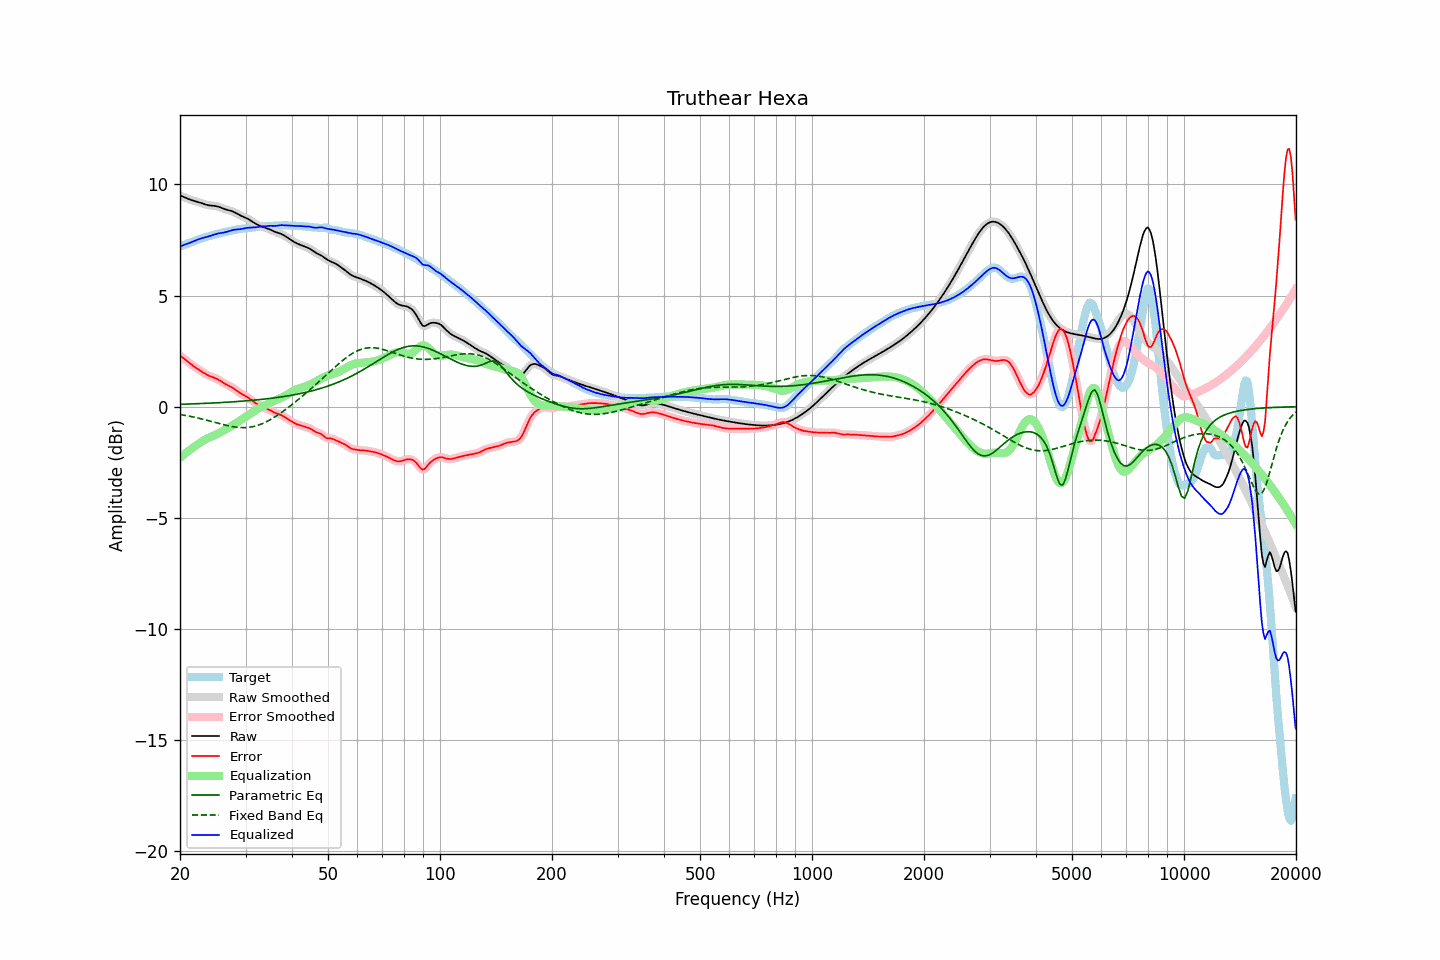 Truthear Hexa
Amplitude (dBr)
10
5
0
−5
−10
−15
−20
Target
Raw Smoothed
Error Smoothed
Raw
Error
Equalization
Parametric Eq
Fixed Band Eq
Equalized
20 50 100 200 500 1000 2000 5000 10000 20000
Frequency (Hz)